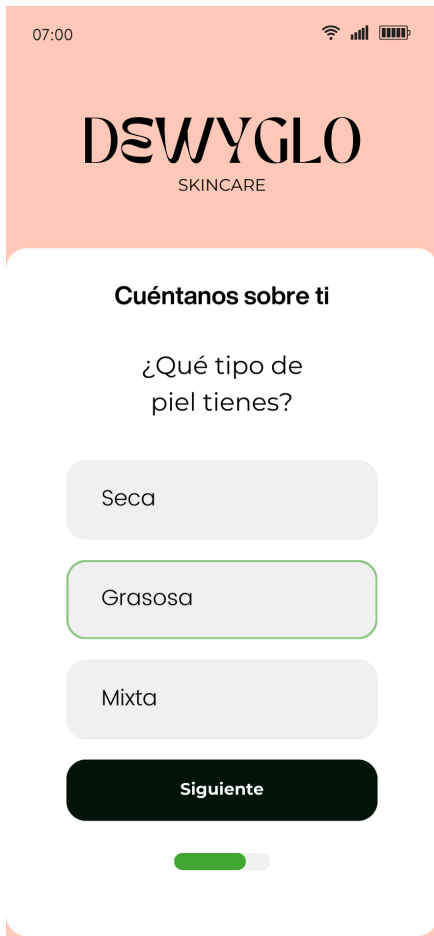 07:00
DEWYGLO
SKINCARE
Cuéntanos sobre ti
¿Qué tipo de
piel tienes?
Seca
Grasosa
Mixta
Siguiente